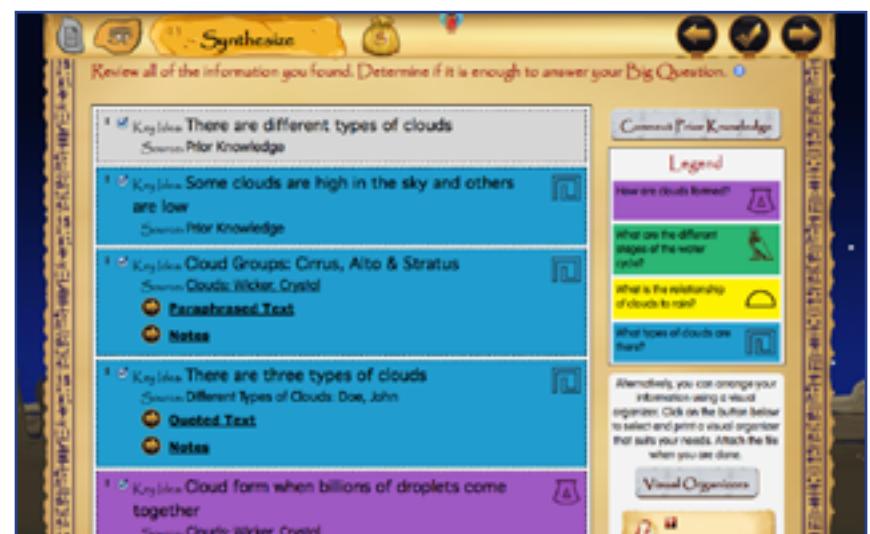 Synthesize
Review all of the information you found. Determine if it is enough to answer your Big Question.
Key Idea: There are different types of clouds
Source: Prior Knowledge
Key Idea: Some clouds are high in the sky and others
are low
Source: Prior Knowledge
Key Idea: Cloud Groups: Cirrus, Alto & Stratus
Source: Clouds: Wicker, Crystal
Paraphrased Text
Notes
Key Idea: There are three types of clouds
Source: Different Types of Clouds: Doe, John
Quoted Text
Notes
Key Idea: Cloud form when billions of droplets come
together
Source: Clouds: Wicker, Crystal
Connect Prior Knowledge
Legend
How are clouds formed?
What are the different
stages of the water
cycle?
What is the relationship
of clouds to rain?
What types of clouds are
there?
Alternatively, you can arrange your
information using a visual
organizer. Click on the button below
to select and print a visual organizer
that suits your needs. Attach the file
when you are done.
Visual Organizers